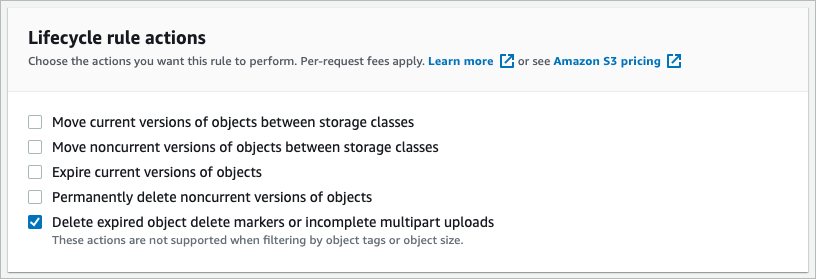 Lifecycle rule actions
Choose the actions you want this rule to perform. Per-request fees apply. Learn more or see Amazon S3 pricing
Move current versions of objects between storage classes
Move noncurrent versions of objects between storage classes
Expire current versions of objects
Permanently delete noncurrent versions of objects
Delete expired object delete markers or incomplete multipart uploads
These actions are not supported when filtering by object tags or object size.